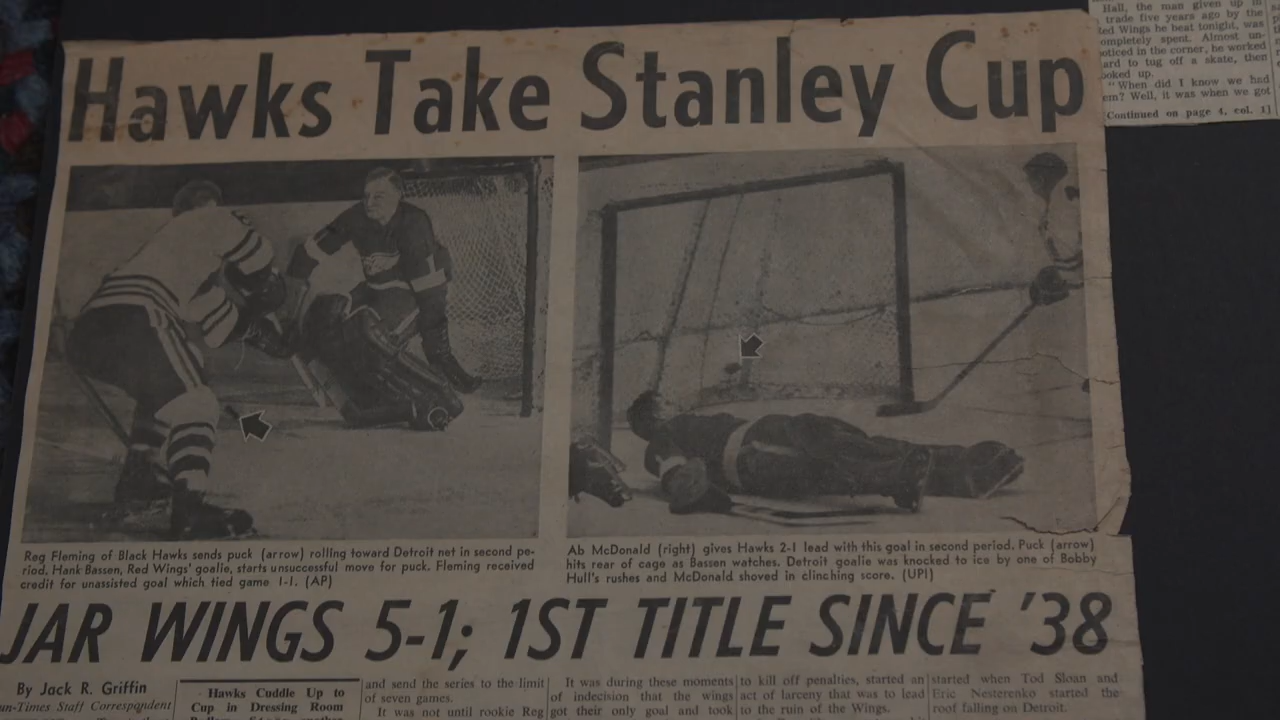 Hawks Take Stanley Cup
Reg Fleming of Black Hawks sends puck (arrow) rolling toward Detroit net in second pe-
riod. Hank Bassen, Red Wings' goalie, starts unsuccessful move for puck. Fleming received
credit for unassisted goal which tied game 1-1. (AP)
Ab McDonald (right) gives Hawks 2-1 lead with this goal in second period. Puck (arrow)
hits rear of cage as Bassen watches. Detroit goalie was knocked to ice by one of Bobby
Hull's rushes and McDonald shoved in clinching score. (UPI)
JAR WINGS 5-1; 1ST TITLE SINCE '38
By Jack R. Griffin
un-Times Staff Correspondent
Hawks Cuddle Up to
Cup in Dressing Room
and send the series to the limit
of seven games.
It was not until rookie Reg
It was during these moments
of indecision that the wings
got their only goal and took
to kill off penalties, started an
act of larceny that was to lead
to the ruin of the Wings.
started when Tod Sloan and
Eric Nesterenko started the
roof falling on Detroit.
Hall, the man given up in
trade five years ago by the
Red Wings he beat tonight, was
ompletely spent. Almost un-
oticed in the corner, he worked
ard to tug off a skate, then
ooked up.
"When did I know we had
em? Well, it was when we got
[Continued on page 4, col. 1]